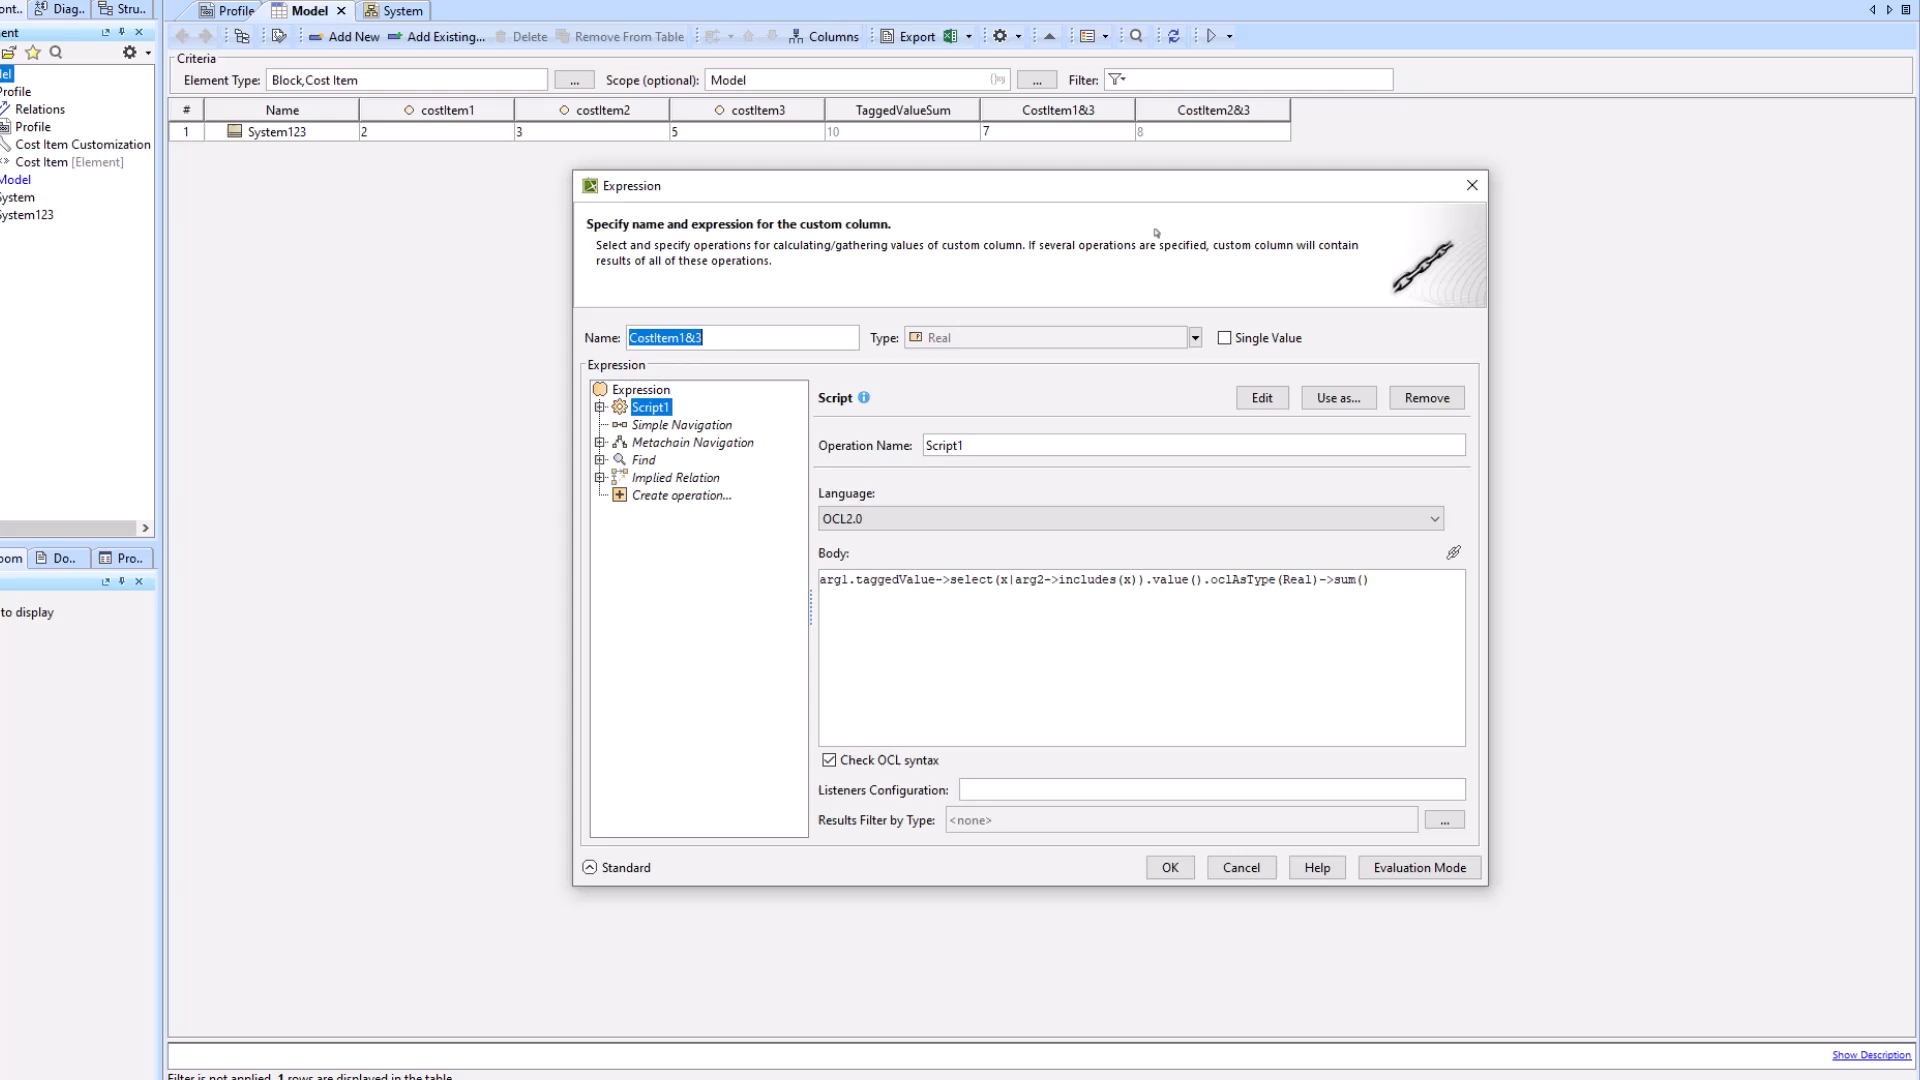 ont.. Diag.. Stru.. Profile Model System
ent
Add New Add Existing... Delete Remove From Table Columns Export
Criteria
Element Type: Block,Cost Item ... Scope (optional): Model ... Filter:
# Name costItem1 costItem2 costItem3 TaggedValueSum CostItem1&3 CostItem2&3
1 System123 2 3 5 10 7 8
el
Profile
Relations
Profile
Cost Item Customization
Cost Item [Element]
Model
System
System123
oom Do.. Pro..
to display
Expression
Specify name and expression for the custom column.
Select and specify operations for calculating/gathering values of custom column. If several operations are specified, custom column will contain
results of all of these operations.
Name: CostItem1&3 Type: Real Single Value
Expression
Expression
Script1
Simple Navigation
Metachain Navigation
Find
Implied Relation
Create operation...
Script Edit Use as... Remove
Operation Name: Script1
Language:
OCL2.0
Body:
arg1.taggedValue->select(x|arg2->includes(x)).value().oclAsType(Real)->sum()
Check OCL syntax
Listeners Configuration:
Results Filter by Type: <none> ...
Standard OK Cancel Help Evaluation Mode
Show Description
Filter is not applied. 1 rows are displayed in the table.